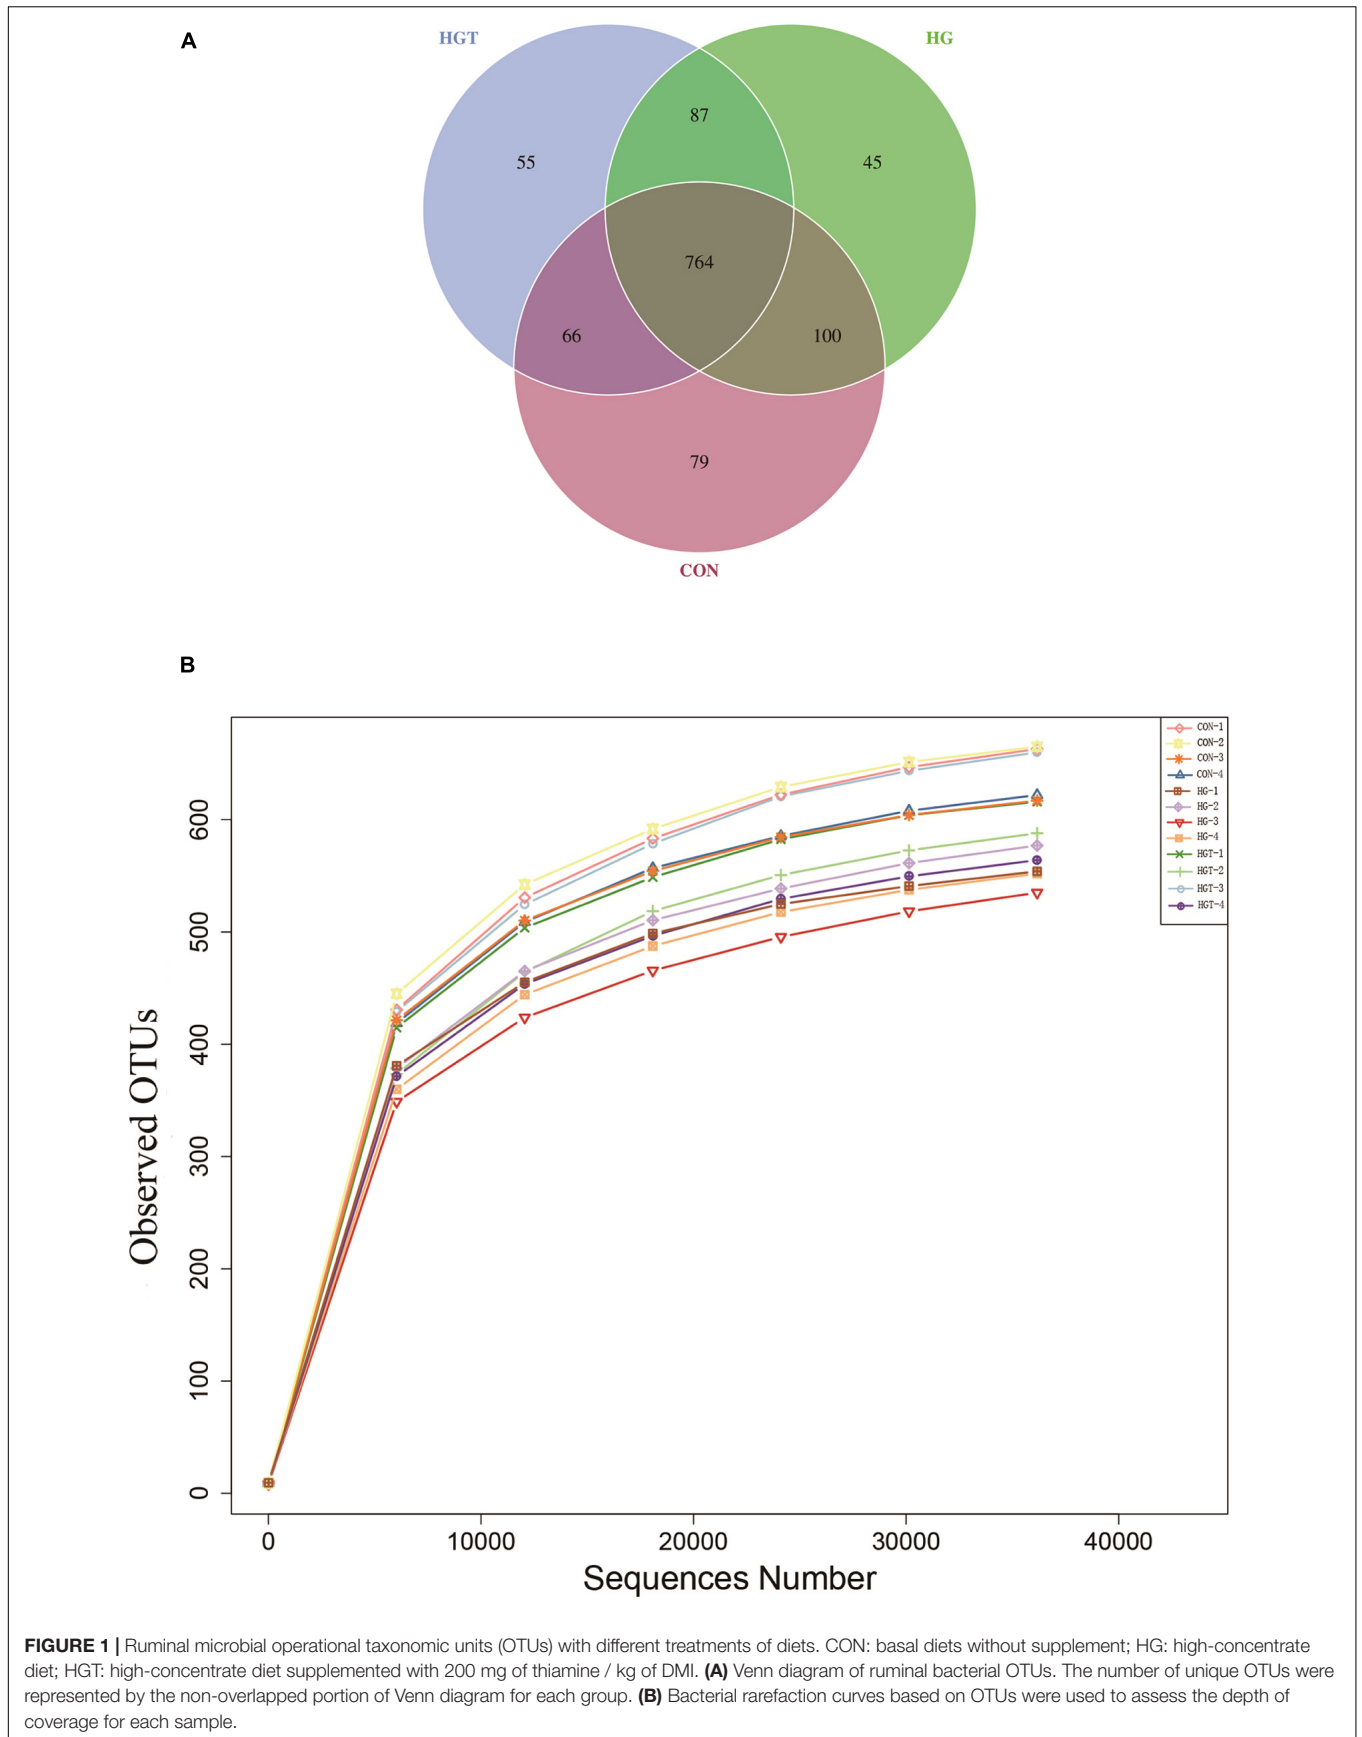 A
HGT
HG
87
55
45
764
66
100
79
CON
B
CON-1
CON-2
CON-3
CON-4
HG-1
HG-2
HG-3
HG-4
HGT-1
HGT-2
HGT-3
HGT-4
Observed OTUs
600
500
400
300
200
100
0
0 10000 20000 30000 40000
Sequences Number
FIGURE 1 | Ruminal microbial operational taxonomic units (OTUs) with different treatments of diets. CON: basal diets without supplement; HG: high-concentrate
diet; HGT: high-concentrate diet supplemented with 200 mg of thiamine / kg of DMI. (A) Venn diagram of ruminal bacterial OTUs. The number of unique OTUs were
represented by the non-overlapped portion of Venn diagram for each group. (B) Bacterial rarefaction curves based on OTUs were used to assess the depth of
coverage for each sample.